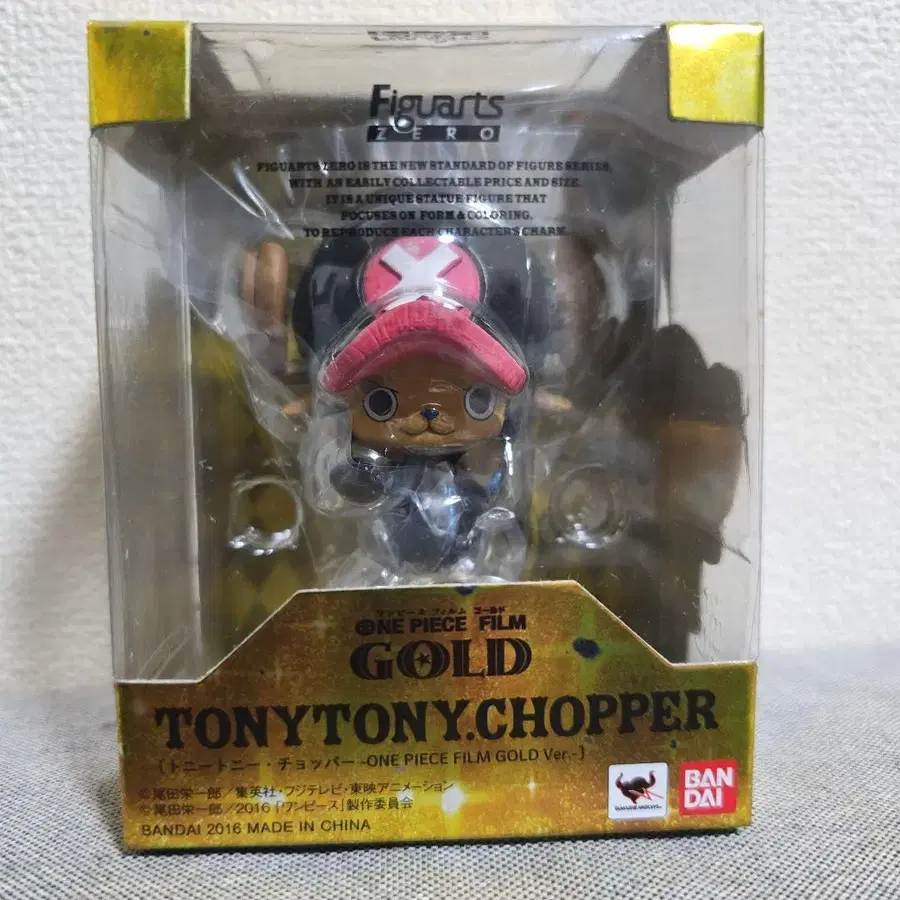 Figuarts
ZERO
FIGUARTS ZERO IS THE NEW STANDARD OF FIGURE SERIES,
WITH AN EABILY COLLECTABLE PRICE AND SIZE.
IT IS A UNIQUE STATUE FIGURE THAT
FOCUSES ON FORM & COLORING,
TO REPRODUCE EACH CHARACTER'S CHARM.
ワンピース フィルム ゴールド
ONE PIECE FILM
GOLD
TONYTONY.CHOPPER
〔トニートニー・チョッパー -ONE PIECE FILM GOLD Ver.-〕
©尾田栄一郎／集英社・フジテレビ・東映アニメーション
©尾田栄一郎／2016「ワンピース」製作委員会
BANDAI 2016 MADE IN CHINA
BAN
DAI